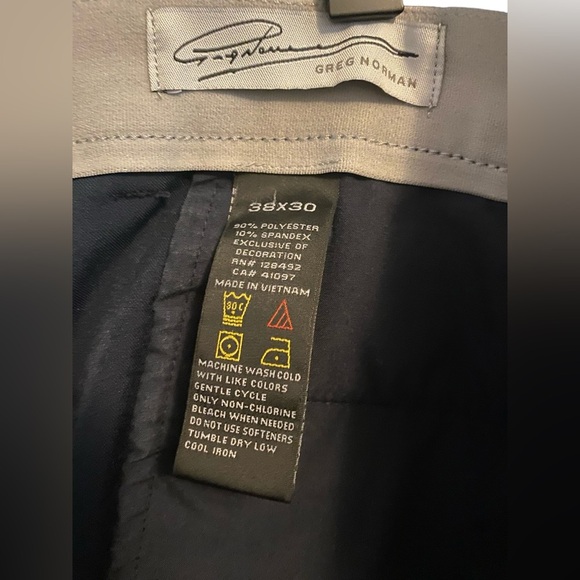 Greg Norman
GREG NORMAN
38X30
90% POLYESTER
10% SPANDEX
EXCLUSIVE OF
DECORATION
RN# 128492
CA# 41097
MADE IN VIETNAM
30 C
MACHINE WASH COLD
WITH LIKE COLORS
GENTLE CYCLE
ONLY NON-CHLORINE
BLEACH WHEN NEEDED
DO NOT USE SOFTENERS
TUMBLE DRY LOW
COOL IRON